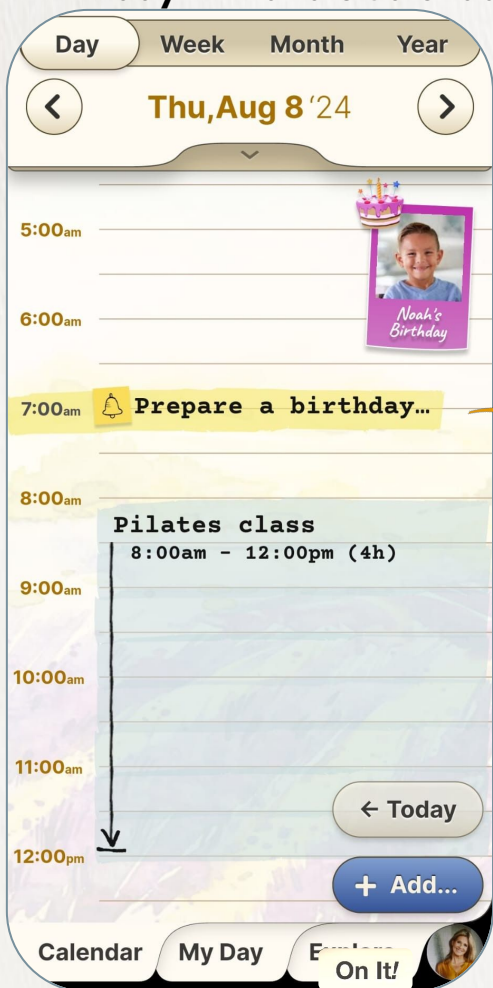 Day Week Month Year
Thu,Aug 8 '24
5:00am
Noah's
Birthday
6:00am
7:00am Prepare a birthday…
8:00am
Pilates class
8:00am - 12:00pm (4h)
9:00am
10:00am
11:00am
← Today
12:00pm
+ Add...
Calendar My Day
On It!